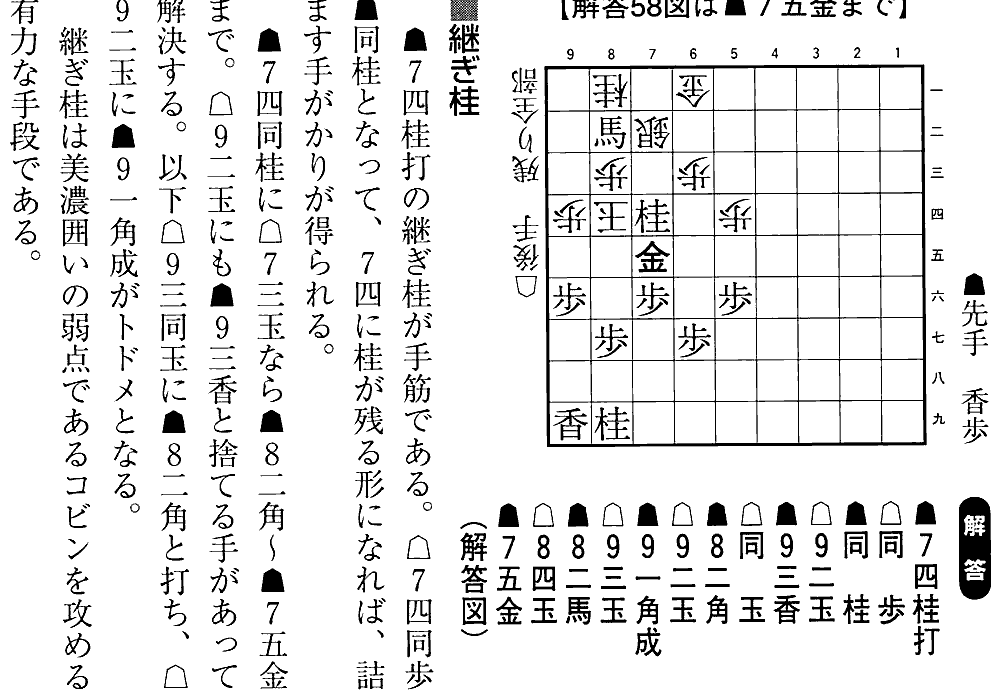 【解答58図は▲7五金まで】
9 8 7 6 5 4 3 2 1
桂 金 一
馬 銀 二
歩 歩 三
歩 王 桂 歩 四
金 五
歩 歩 歩 六
歩 歩 七
八
香 桂 九
▲先手 香歩
△後手 残り全部
解答
▲7四桂打
△同 歩
▲同 桂
△9二玉
▲9三香
△同 玉
▲8二角
△9二玉
▲9一角成
△9三玉
▲8二馬
△8四玉
▲7五金
(解答図)
継ぎ桂
▲7四桂打の継ぎ桂が手筋である。△7四同歩
▲同桂となって、7四に桂が残る形になれば、詰
ます手がかりが得られる。
▲7四同桂に△7三玉なら▲8二角〜▲7五金
まで。△9二玉にも▲9三香と捨てる手があって
解決する。以下△9三同玉に▲8二角と打ち、△
9二玉に▲9一角成がトドメとなる。
継ぎ桂は美濃囲いの弱点であるコビンを攻める
有力な手段である。